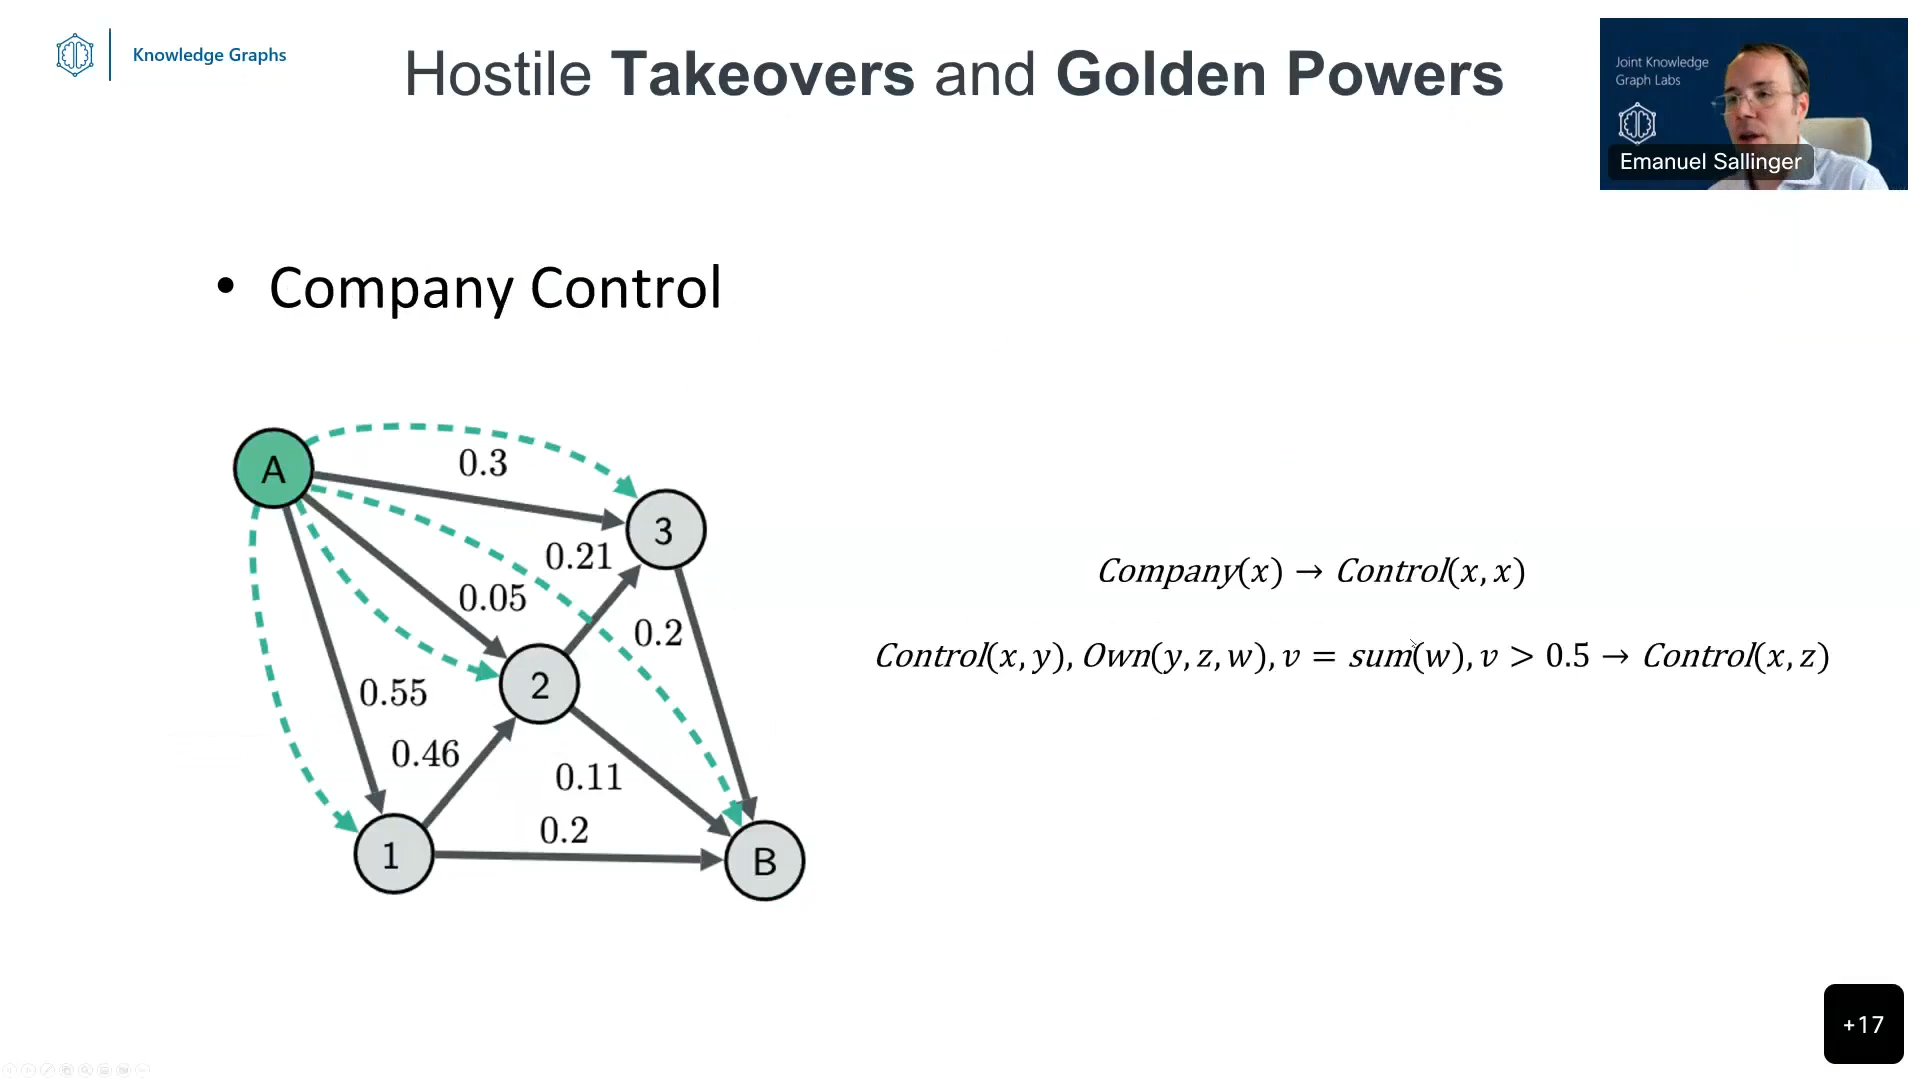 Knowledge Graphs
Hostile Takeovers and Golden Powers
Joint Knowledge
Graph Labs
Emanuel Sallinger
• Company Control
A
0.3
3
0.21
0.05
0.2
2
0.55
0.46
0.11
0.2
1
B
Company(x) → Control(x, x)
Control(x, y), Own(y, z, w), v = sum(w), v > 0.5 → Control(x, z)
+17